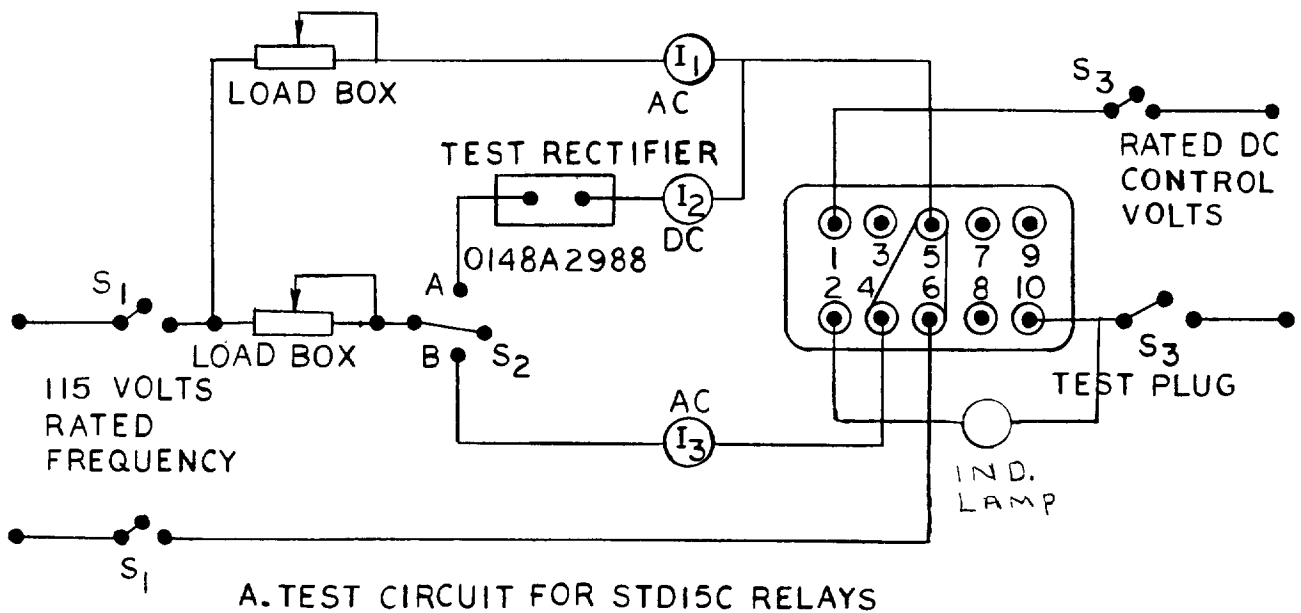 LOAD BOX
I1
AC
S3
RATED DC
CONTROL
VOLTS
TEST RECTIFIER
I2
DC
0148A2988
1 3 5 7 9
2 4 6 8 10
S1
A
LOAD BOX
B
S2
S3
TEST PLUG
115 VOLTS
RATED
FREQUENCY
AC
I3
IND.
LAMP
S1
A. TEST CIRCUIT FOR STD15C RELAYS